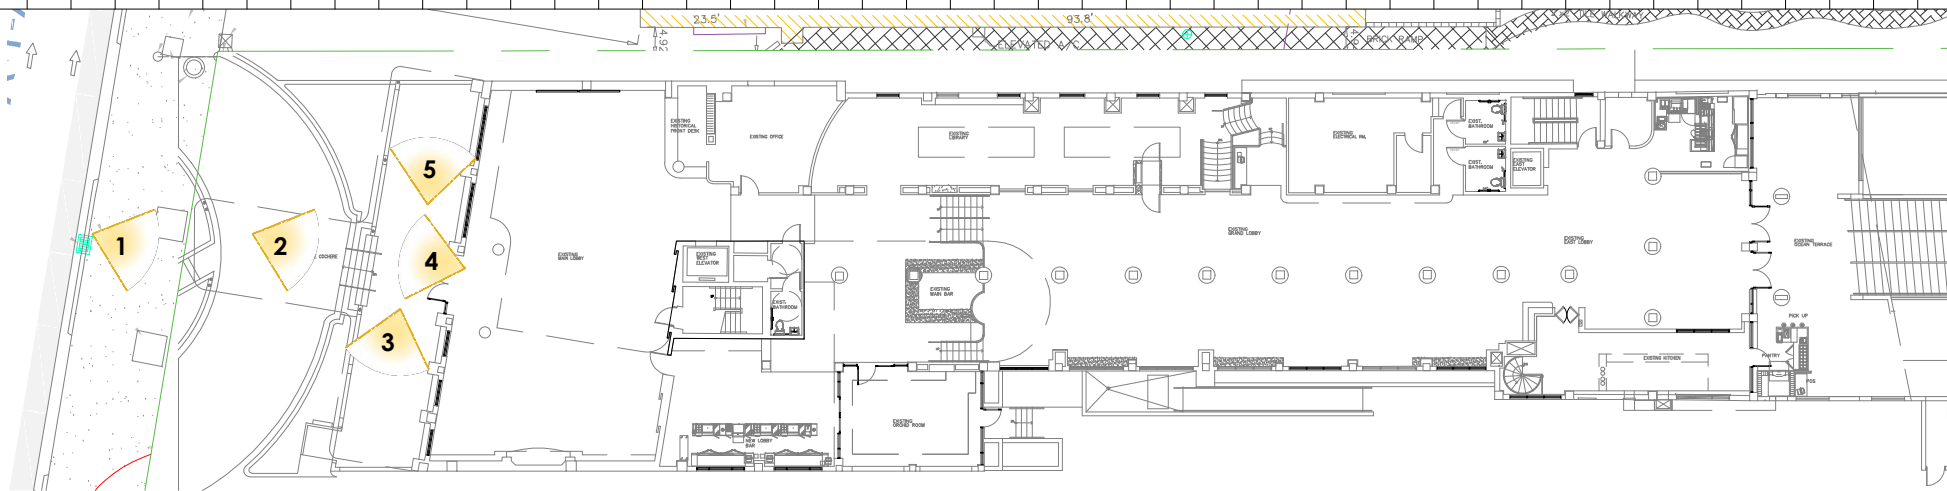 23.5'
93.8'
4.92
ELEVATED A/C
BRICK RAMP
TILE WALKWAY
EXISTING
HISTORICAL
FRONT DESK
EXISTING OFFICE
EXISTING
LIBRARY
EXISTING
ELECTRICAL RM.
EXIST.
BATHROOM
EXIST.
BATHROOM
EXISTING
EAST
ELEVATOR
5
1
2
COCHERE
4
3
EXISTING
MAIN LOBBY
EXISTING
WEST
ELEVATOR
EXIST.
BATHROOM
EXISTING
MAIN BAR
EXISTING
GRAND LOBBY
EXISTING
EAST LOBBY
EXISTING
OCEAN TERRACE
PICK UP
PANTRY
POS
EXISTING KITCHEN
EXISTING
ORCHID ROOM
NEW LOBBY
BAR